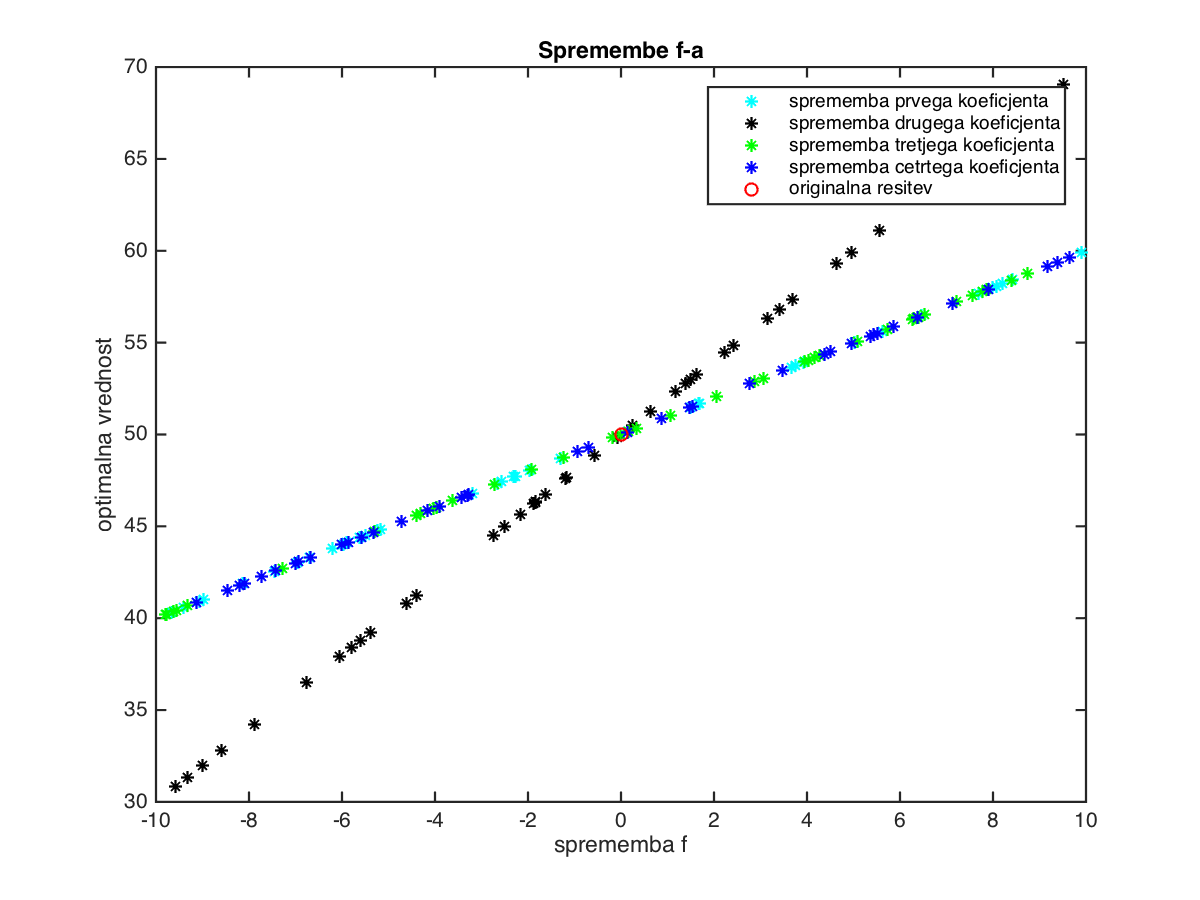 Spremembe f-a
70
65
60
55
50
45
40
35
30
optimalna vrednost
sprememba prvega koeficjenta
sprememba drugega koeficjenta
sprememba tretjega koeficjenta
sprememba cetrtega koeficjenta
originalna resitev
-10 -8 -6 -4 -2 0 2 4 6 8 10
sprememba f